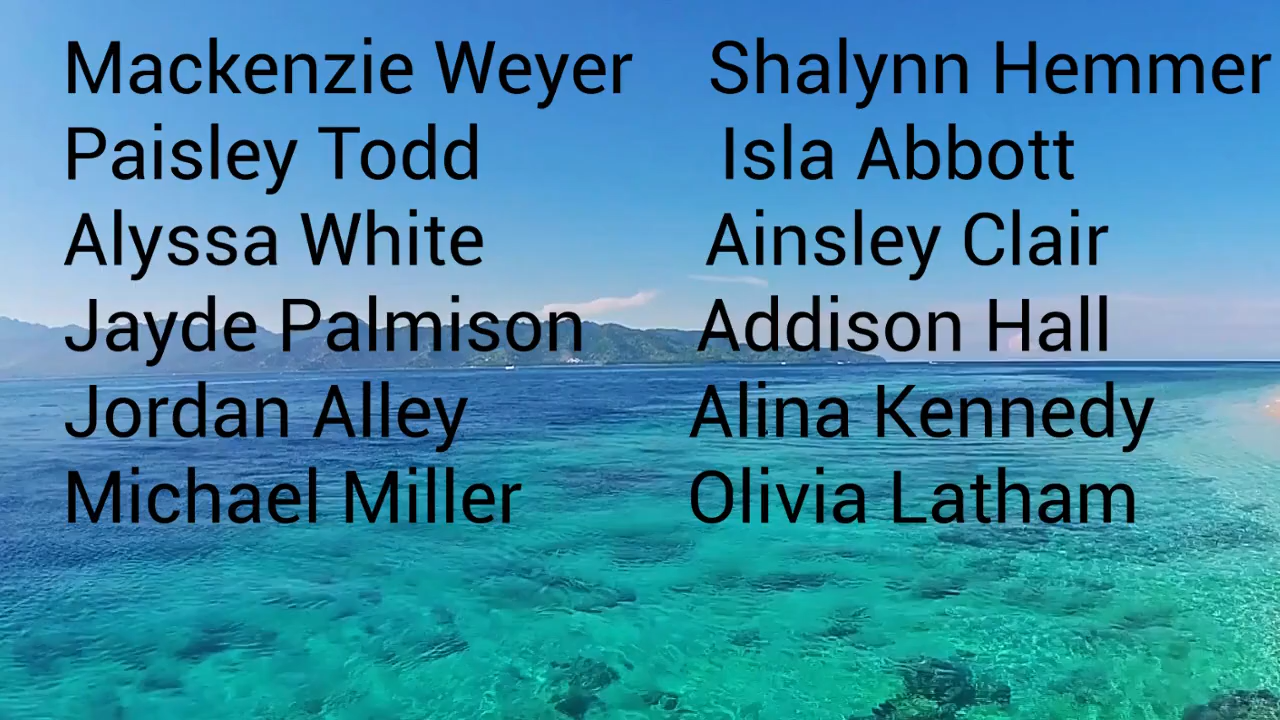 Mackenzie Weyer
Paisley Todd
Alyssa White
Jayde Palmison
Jordan Alley
Michael Miller
Shalynn Hemmer
Isla Abbott
Ainsley Clair
Addison Hall
Alina Kennedy
Olivia Latham